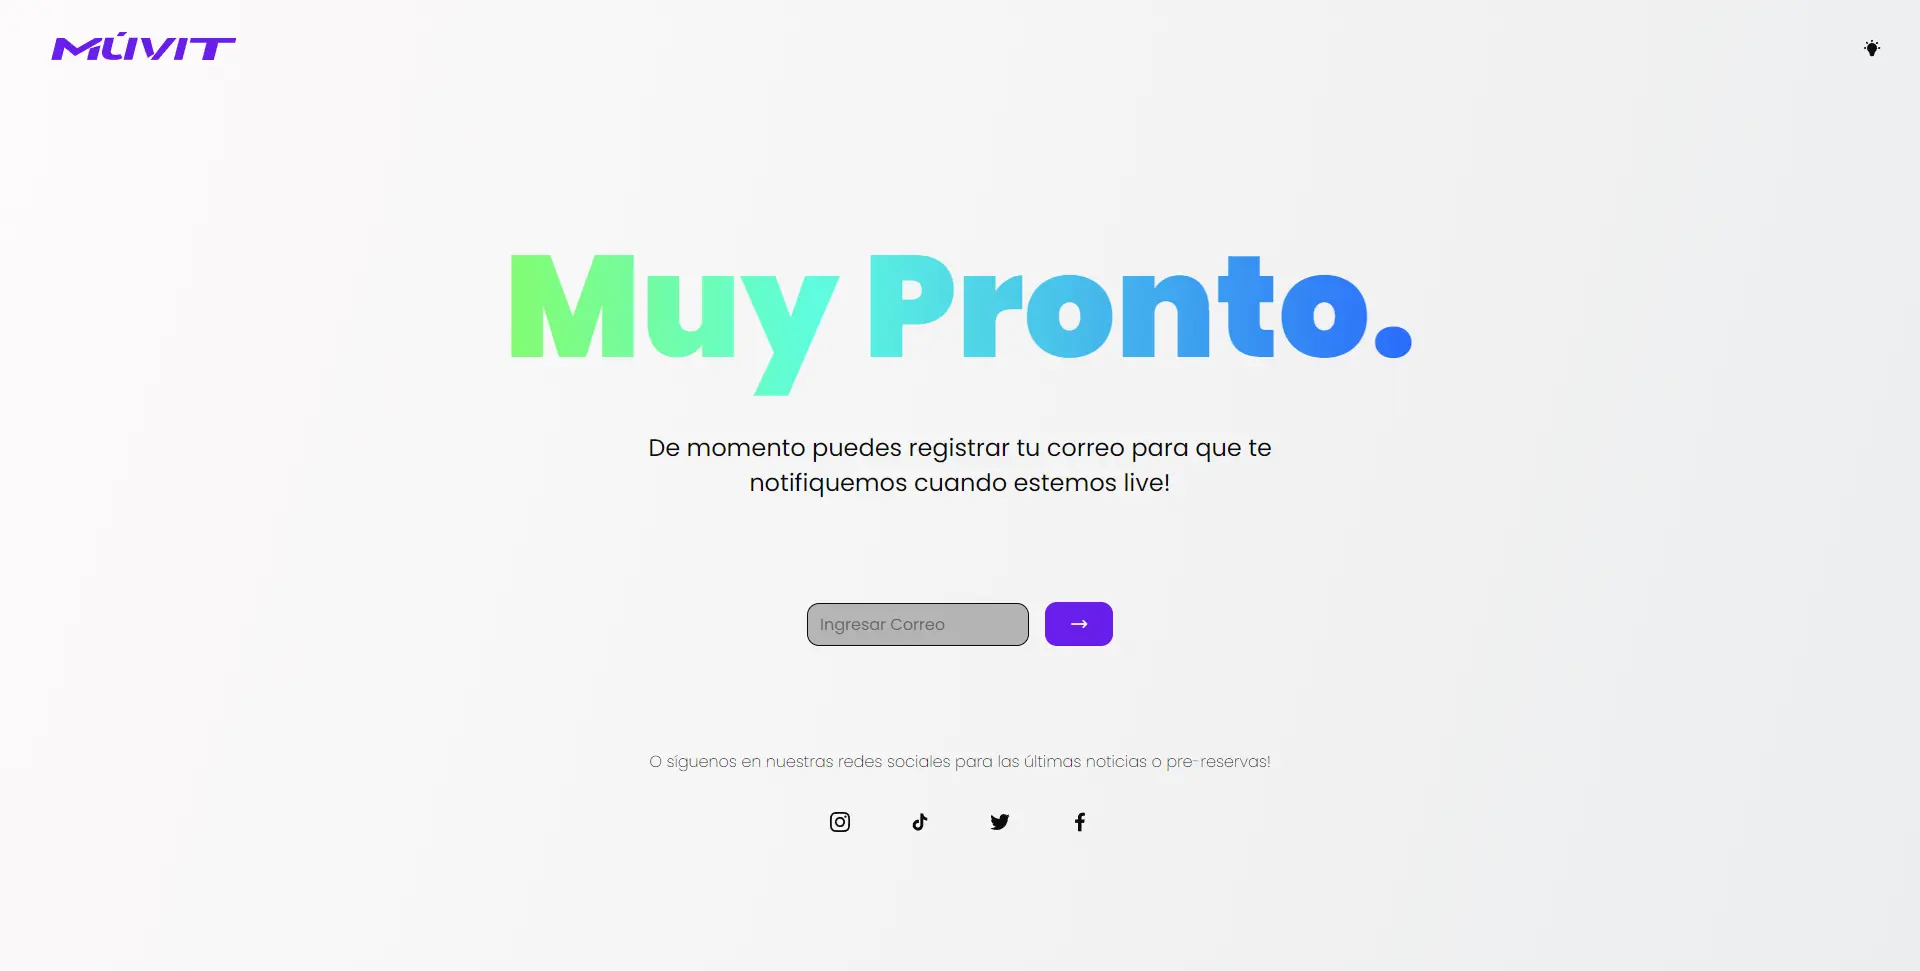 MÚVIT
Muy Pronto.
De momento puedes registrar tu correo para que te
notifiquemos cuando estemos live!
Ingresar Correo
→
O síguenos en nuestras redes sociales para las últimas noticias o pre-reservas!